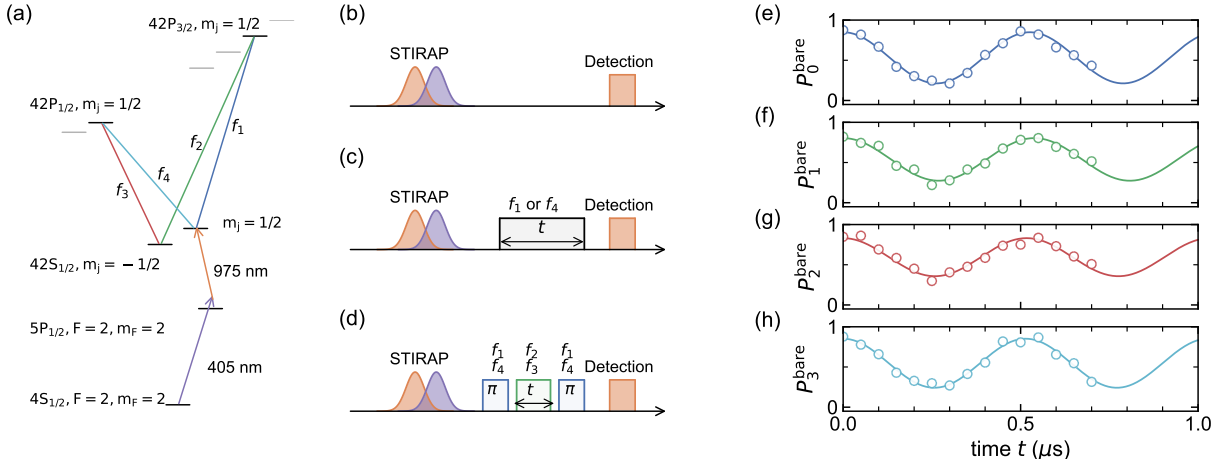 (a)
42P3/2, mj = 1/2
42P1/2, mj = 1/2
f1
f2
f3
f4
mj = 1/2
42S1/2, mj = −1/2
975 nm
5P1/2, F = 2, mF = 2
405 nm
4S1/2, F = 2, mF = 2
(b)
STIRAP
Detection
(c)
STIRAP
f1 or f4
t
Detection
(d)
STIRAP
f1 f2 f1
f4 f3 f4
π t π
Detection
(e)
1
P0bare
0
(f)
1
P1bare
0
(g)
1
P2bare
0
(h)
1
P3bare
0
0.0 0.5 1.0
time t (μs)